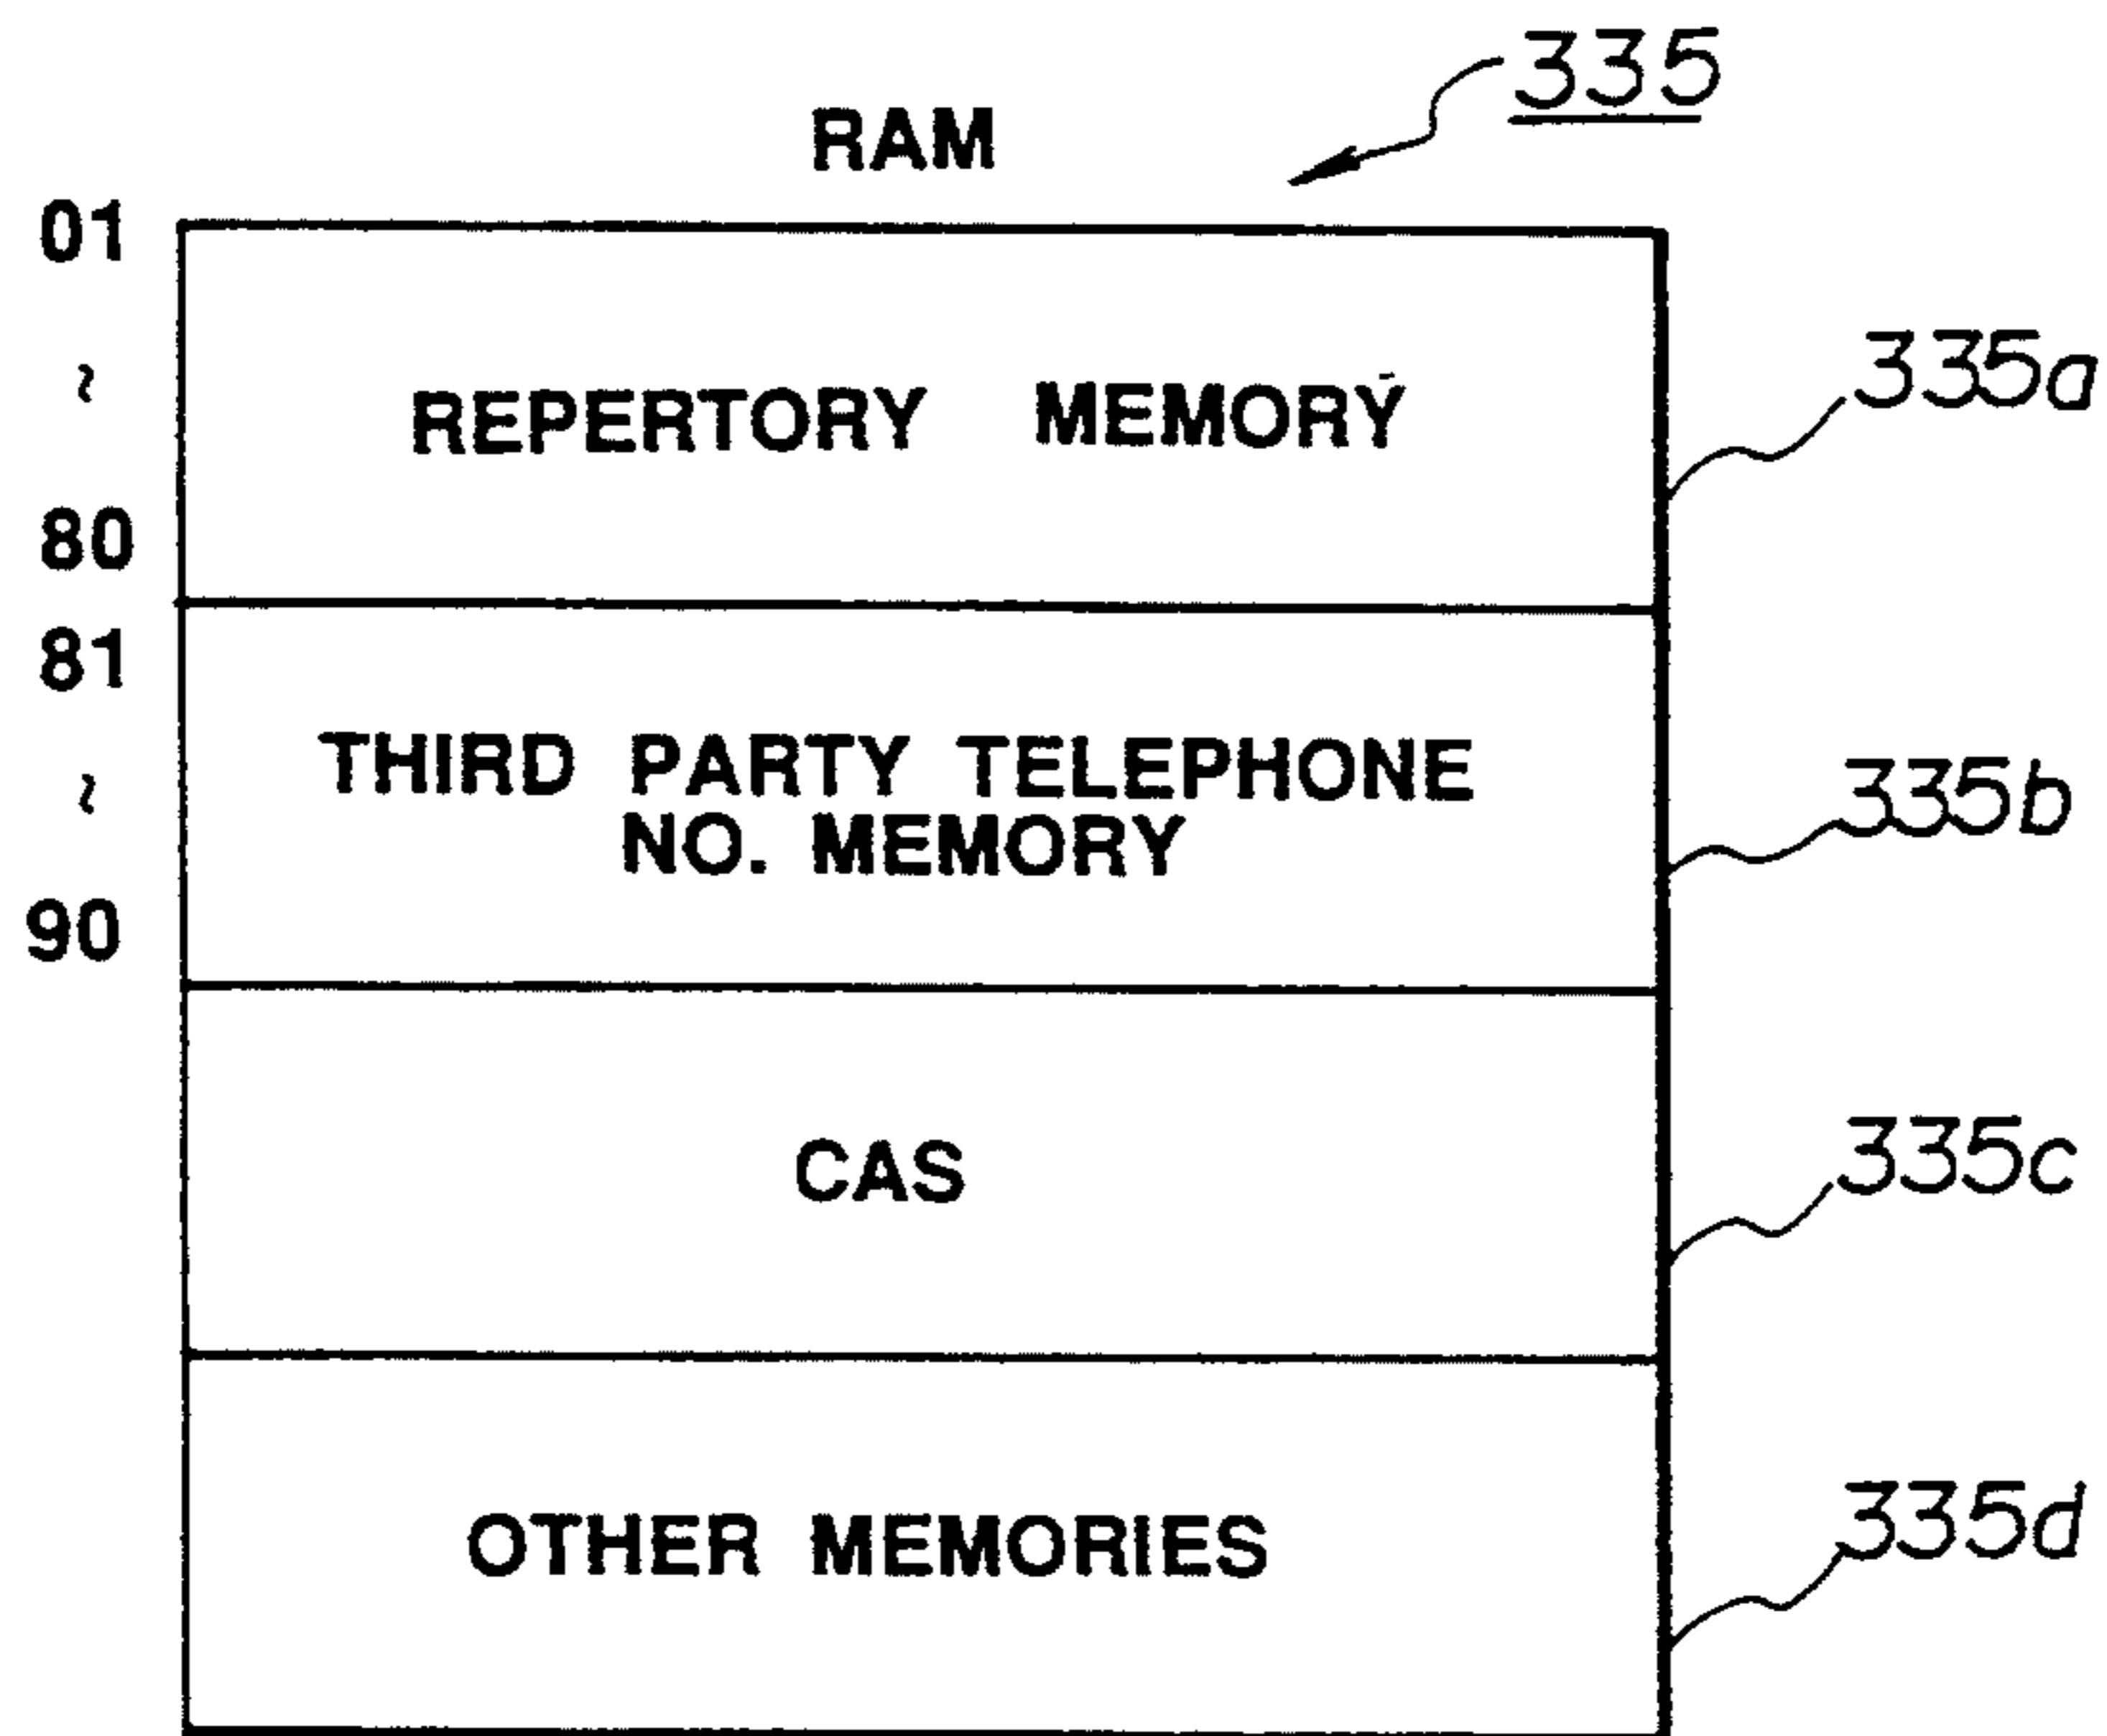 335
RAM
01
~
REPERTORY MEMORY
335a
80
81
THIRD PARTY TELEPHONE
~
NO. MEMORY
335b
90
CAS
335c
OTHER MEMORIES
335d